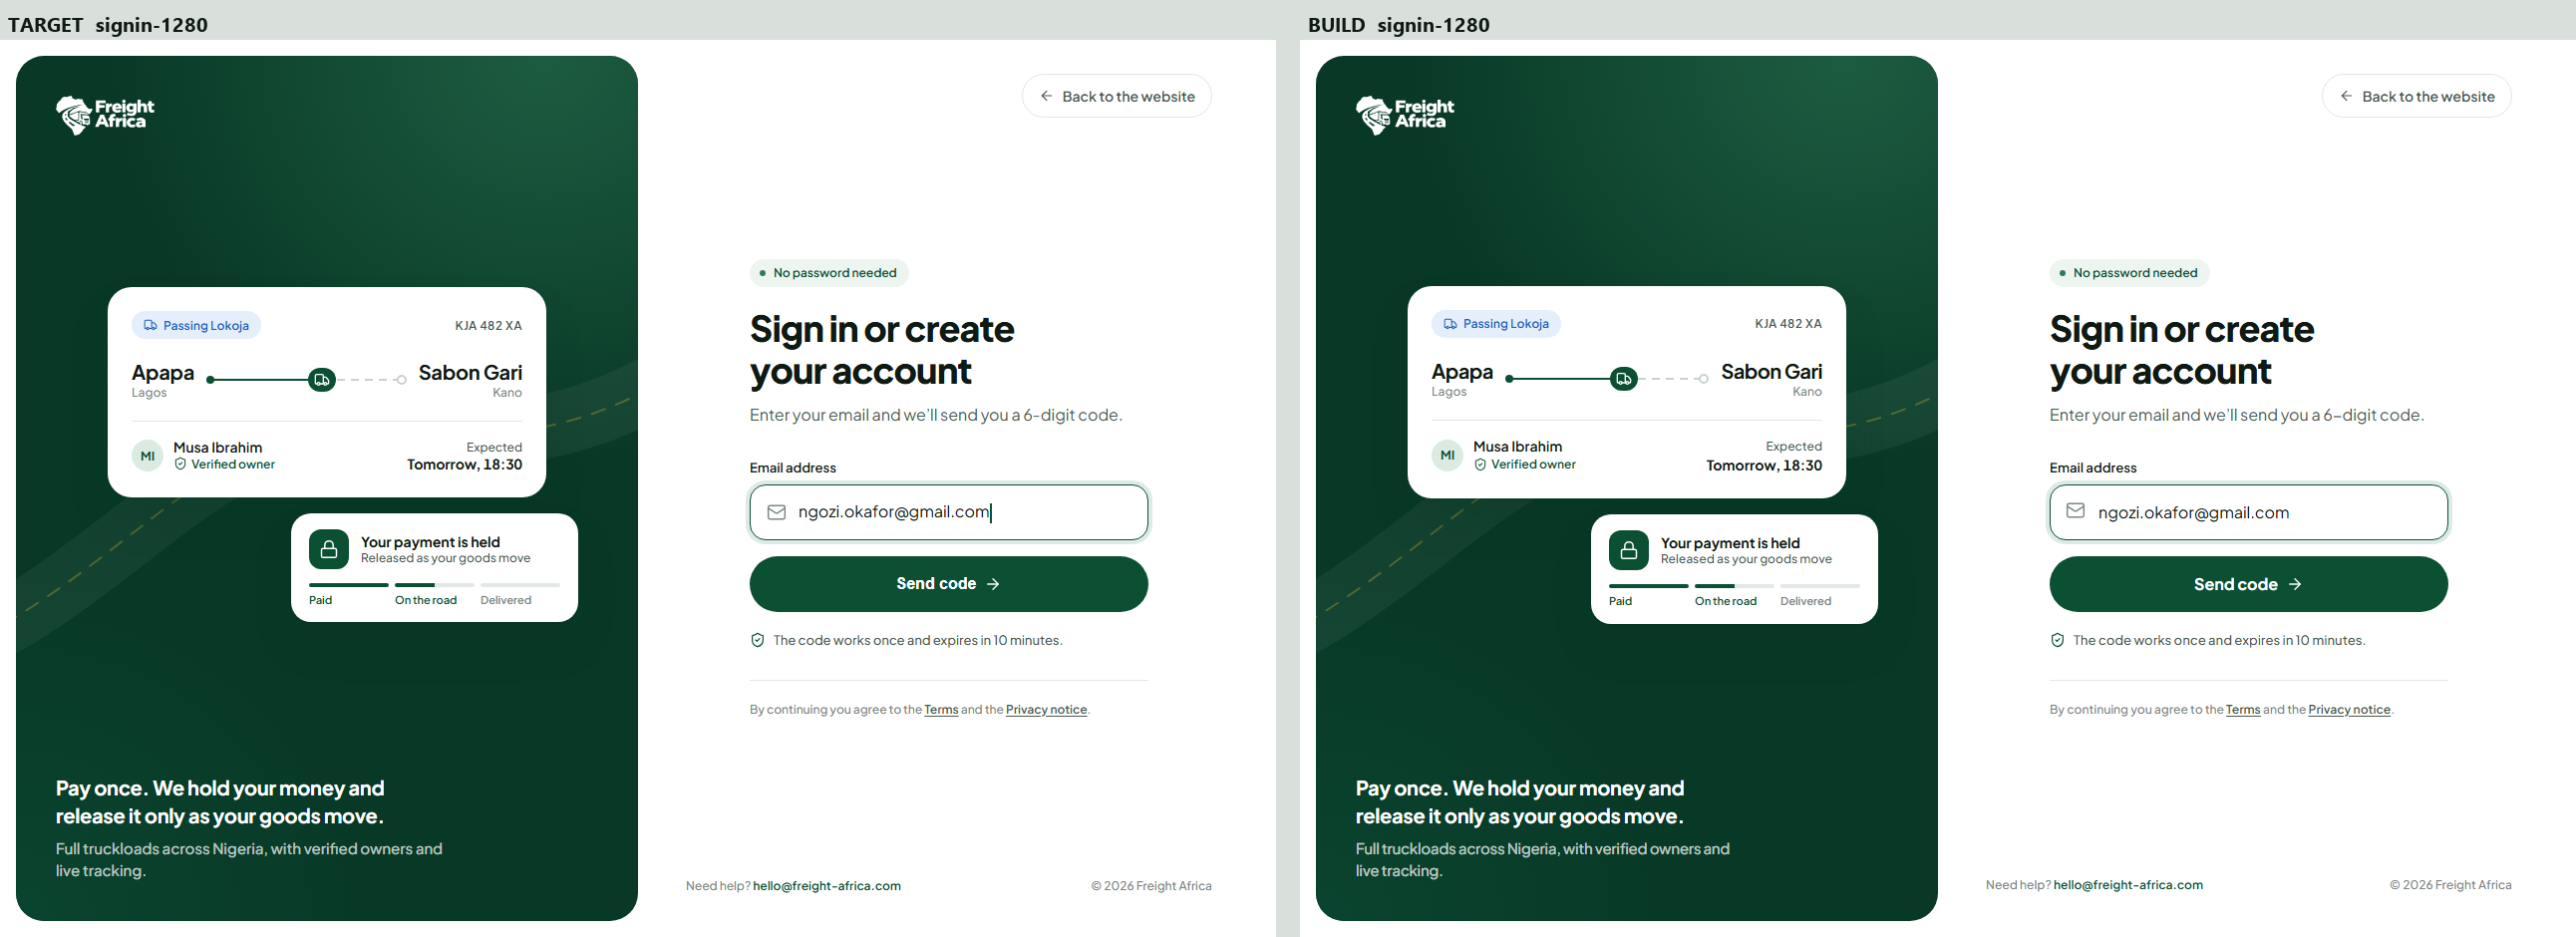 TARGET signin-1280
Freight
Africa
Back to the website
Passing Lokoja
KJA 482 XA
Apapa
Sabon Gari
Lagos
Kano
MI
Musa Ibrahim
Verified owner
Expected
Tomorrow, 18:30
Your payment is held
Released as your goods move
Paid
On the road
Delivered
Pay once. We hold your money and
release it only as your goods move.
Full truckloads across Nigeria, with verified owners and
live tracking.
No password needed
Sign in or create
your account
Enter your email and we'll send you a 6-digit code.
Email address
ngozi.okafor@gmail.com
Send code
The code works once and expires in 10 minutes.
By continuing you agree to the Terms and the Privacy notice.
Need help? hello@freight-africa.com
© 2026 Freight Africa
BUILD signin-1280
Freight
Africa
Back to the website
Passing Lokoja
KJA 482 XA
Apapa
Sabon Gari
Lagos
Kano
MI
Musa Ibrahim
Verified owner
Expected
Tomorrow, 18:30
Your payment is held
Released as your goods move
Paid
On the road
Delivered
Pay once. We hold your money and
release it only as your goods move.
Full truckloads across Nigeria, with verified owners and
live tracking.
No password needed
Sign in or create
your account
Enter your email and we'll send you a 6-digit code.
Email address
ngozi.okafor@gmail.com
Send code
The code works once and expires in 10 minutes.
By continuing you agree to the Terms and the Privacy notice.
Need help? hello@freight-africa.com
© 2026 Freight Africa